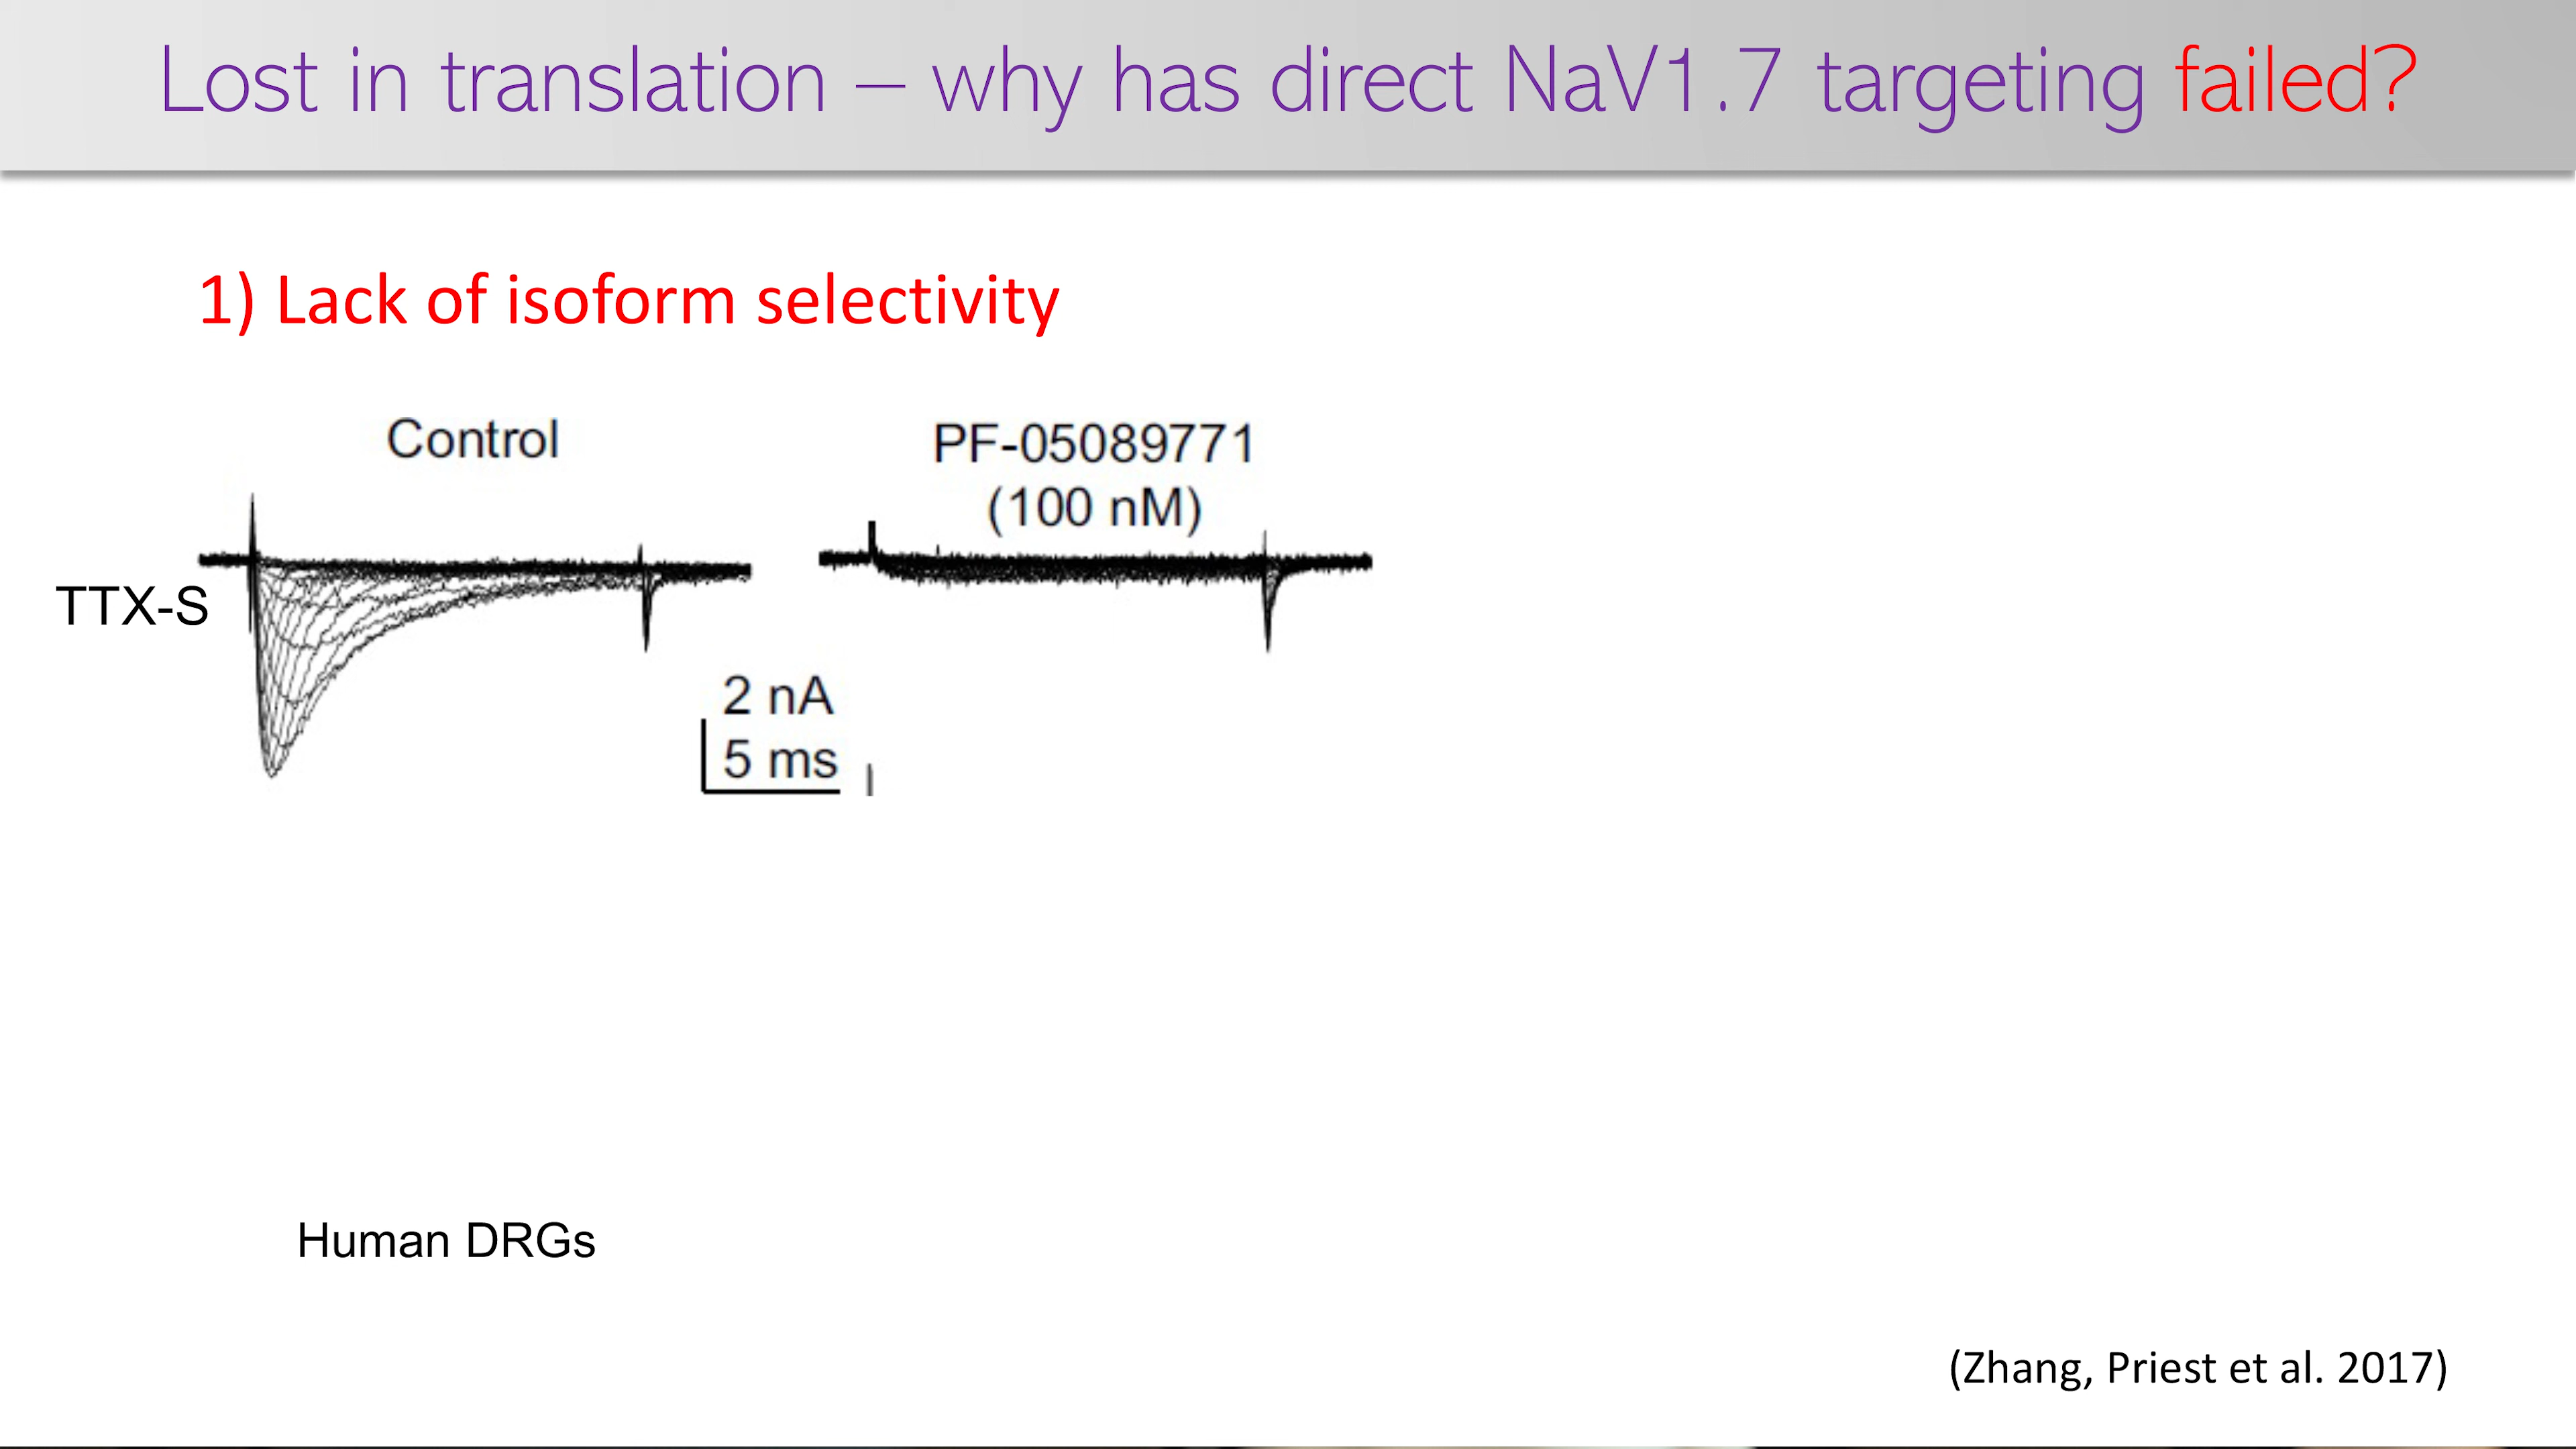 Lost in translation – why has direct NaV1.7 targeting failed?
1) Lack of isoform selectivity
Control
PF-05089771
(100 nM)
TTX-S
2 nA
5 ms
Human DRGs
(Zhang, Priest et al. 2017)